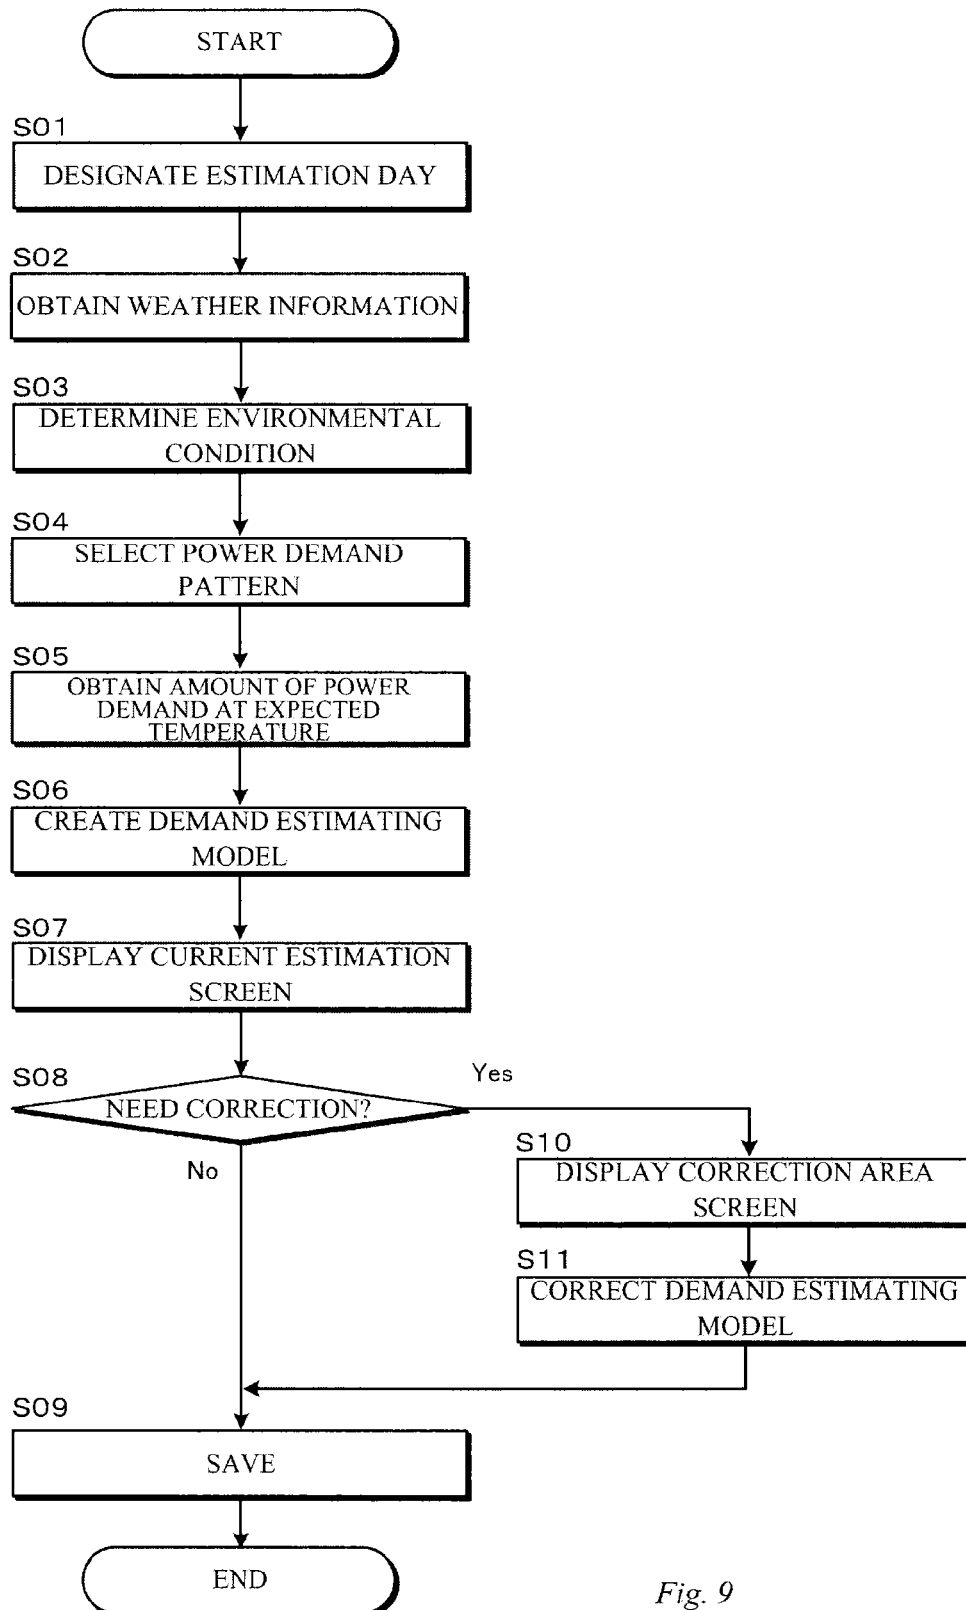 START
S01
DESIGNATE ESTIMATION DAY
S02
OBTAIN WEATHER INFORMATION
S03
DETERMINE ENVIRONMENTAL
CONDITION
S04
SELECT POWER DEMAND
PATTERN
S05
OBTAIN AMOUNT OF POWER
DEMAND AT EXPECTED
TEMPERATURE
S06
CREATE DEMAND ESTIMATING
MODEL
S07
DISPLAY CURRENT ESTIMATION
SCREEN
S08
NEED CORRECTION?
Yes
No
S10
DISPLAY CORRECTION AREA
SCREEN
S11
CORRECT DEMAND ESTIMATING
MODEL
S09
SAVE
END
Fig. 9